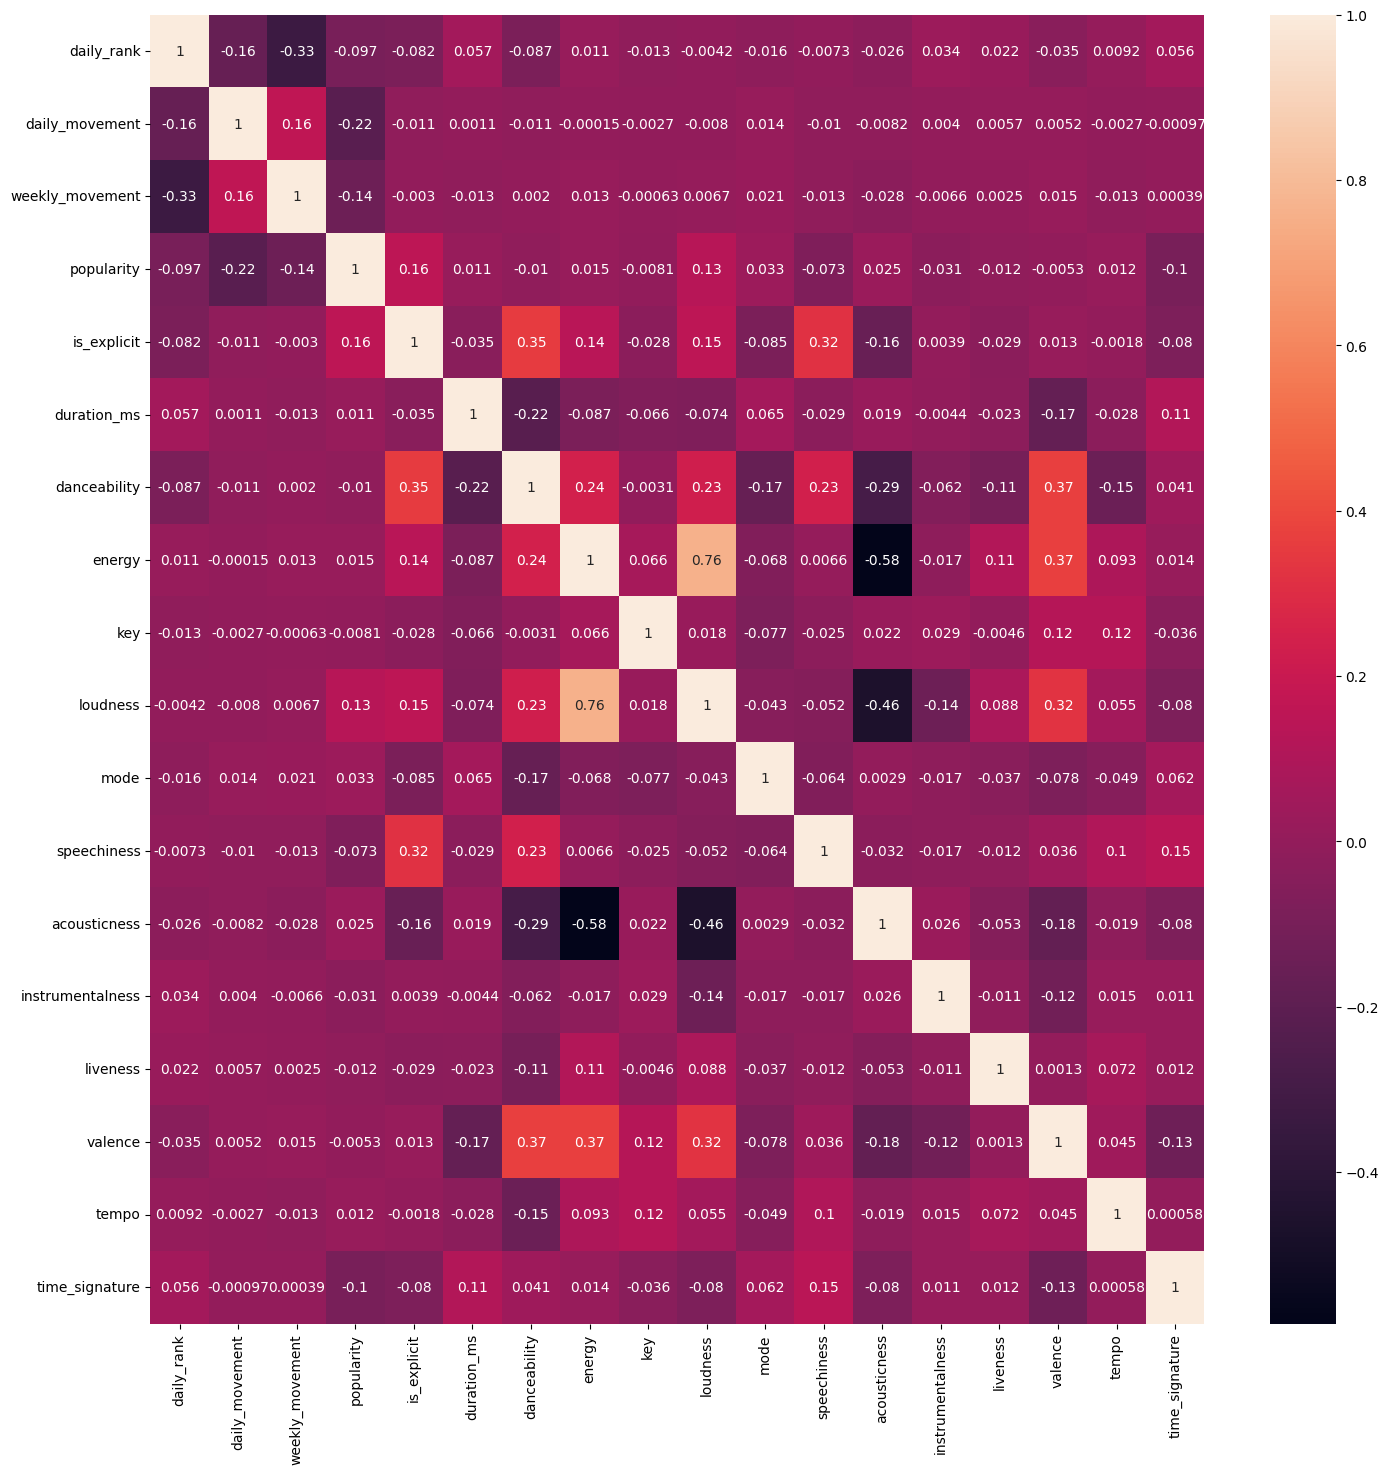 daily_rank 1 -0.16 -0.33 -0.097 -0.082 0.057 -0.087 0.011 -0.013 -0.0042 -0.016 -0.0073 -0.026 0.034 0.022 -0.035 0.0092 0.056
daily_movement -0.16 1 0.16 -0.22 -0.011 0.0011 -0.011 -0.00015 -0.0027 -0.008 0.014 -0.01 -0.0082 0.004 0.0057 0.0052 -0.0027 -0.00097
weekly_movement -0.33 0.16 1 -0.14 -0.003 -0.013 0.002 0.013 -0.00063 0.0067 0.021 -0.013 -0.028 -0.0066 0.0025 0.015 -0.013 0.00039
popularity -0.097 -0.22 -0.14 1 0.16 0.011 -0.01 0.015 -0.0081 0.13 0.033 -0.073 0.025 -0.031 -0.012 -0.0053 0.012 -0.1
is_explicit -0.082 -0.011 -0.003 0.16 1 -0.035 0.35 0.14 -0.028 0.15 -0.085 0.32 -0.16 0.0039 -0.029 0.013 -0.0018 -0.08
duration_ms 0.057 0.0011 -0.013 0.011 -0.035 1 -0.22 -0.087 -0.066 -0.074 0.065 -0.029 0.019 -0.0044 -0.023 -0.17 -0.028 0.11
danceability -0.087 -0.011 0.002 -0.01 0.35 -0.22 1 0.24 -0.0031 0.23 -0.17 0.23 -0.29 -0.062 -0.11 0.37 -0.15 0.041
energy 0.011 -0.00015 0.013 0.015 0.14 -0.087 0.24 1 0.066 0.76 -0.068 0.0066 -0.58 -0.017 0.11 0.37 0.093 0.014
key -0.013 -0.0027 -0.00063 -0.0081 -0.028 -0.066 -0.0031 0.066 1 0.018 -0.077 -0.025 0.022 0.029 -0.0046 0.12 0.12 -0.036
loudness -0.0042 -0.008 0.0067 0.13 0.15 -0.074 0.23 0.76 0.018 1 -0.043 -0.052 -0.46 -0.14 0.088 0.32 0.055 -0.08
mode -0.016 0.014 0.021 0.033 -0.085 0.065 -0.17 -0.068 -0.077 -0.043 1 -0.064 0.0029 -0.017 -0.037 -0.078 -0.049 0.062
speechiness -0.0073 -0.01 -0.013 -0.073 0.32 -0.029 0.23 0.0066 -0.025 -0.052 -0.064 1 -0.032 -0.017 -0.012 0.036 0.1 0.15
acousticness -0.026 -0.0082 -0.028 0.025 -0.16 0.019 -0.29 -0.58 0.022 -0.46 0.0029 -0.032 1 0.026 -0.053 -0.18 -0.019 -0.08
instrumentalness 0.034 0.004 -0.0066 -0.031 0.0039 -0.0044 -0.062 -0.017 0.029 -0.14 -0.017 -0.017 0.026 1 -0.011 -0.12 0.015 0.011
liveness 0.022 0.0057 0.0025 -0.012 -0.029 -0.023 -0.11 0.11 -0.0046 0.088 -0.037 -0.012 -0.053 -0.011 1 0.0013 0.072 0.012
valence -0.035 0.0052 0.015 -0.0053 0.013 -0.17 0.37 0.37 0.12 0.32 -0.078 0.036 -0.18 -0.12 0.0013 1 0.045 -0.13
tempo 0.0092 -0.0027 -0.013 0.012 -0.0018 -0.028 -0.15 0.093 0.12 0.055 -0.049 0.1 -0.019 0.015 0.072 0.045 1 0.00058
time_signature 0.056 -0.00097 0.00039 -0.1 -0.08 0.11 0.041 0.014 -0.036 -0.08 0.062 0.15 -0.08 0.011 0.012 -0.13 0.00058 1
daily_rank
daily_movement
weekly_movement
popularity
is_explicit
duration_ms
danceability
energy
key
loudness
mode
speechiness
acousticness
instrumentalness
liveness
valence
tempo
time_signature
1.0
0.8
0.6
0.4
0.2
0.0
−0.2
−0.4